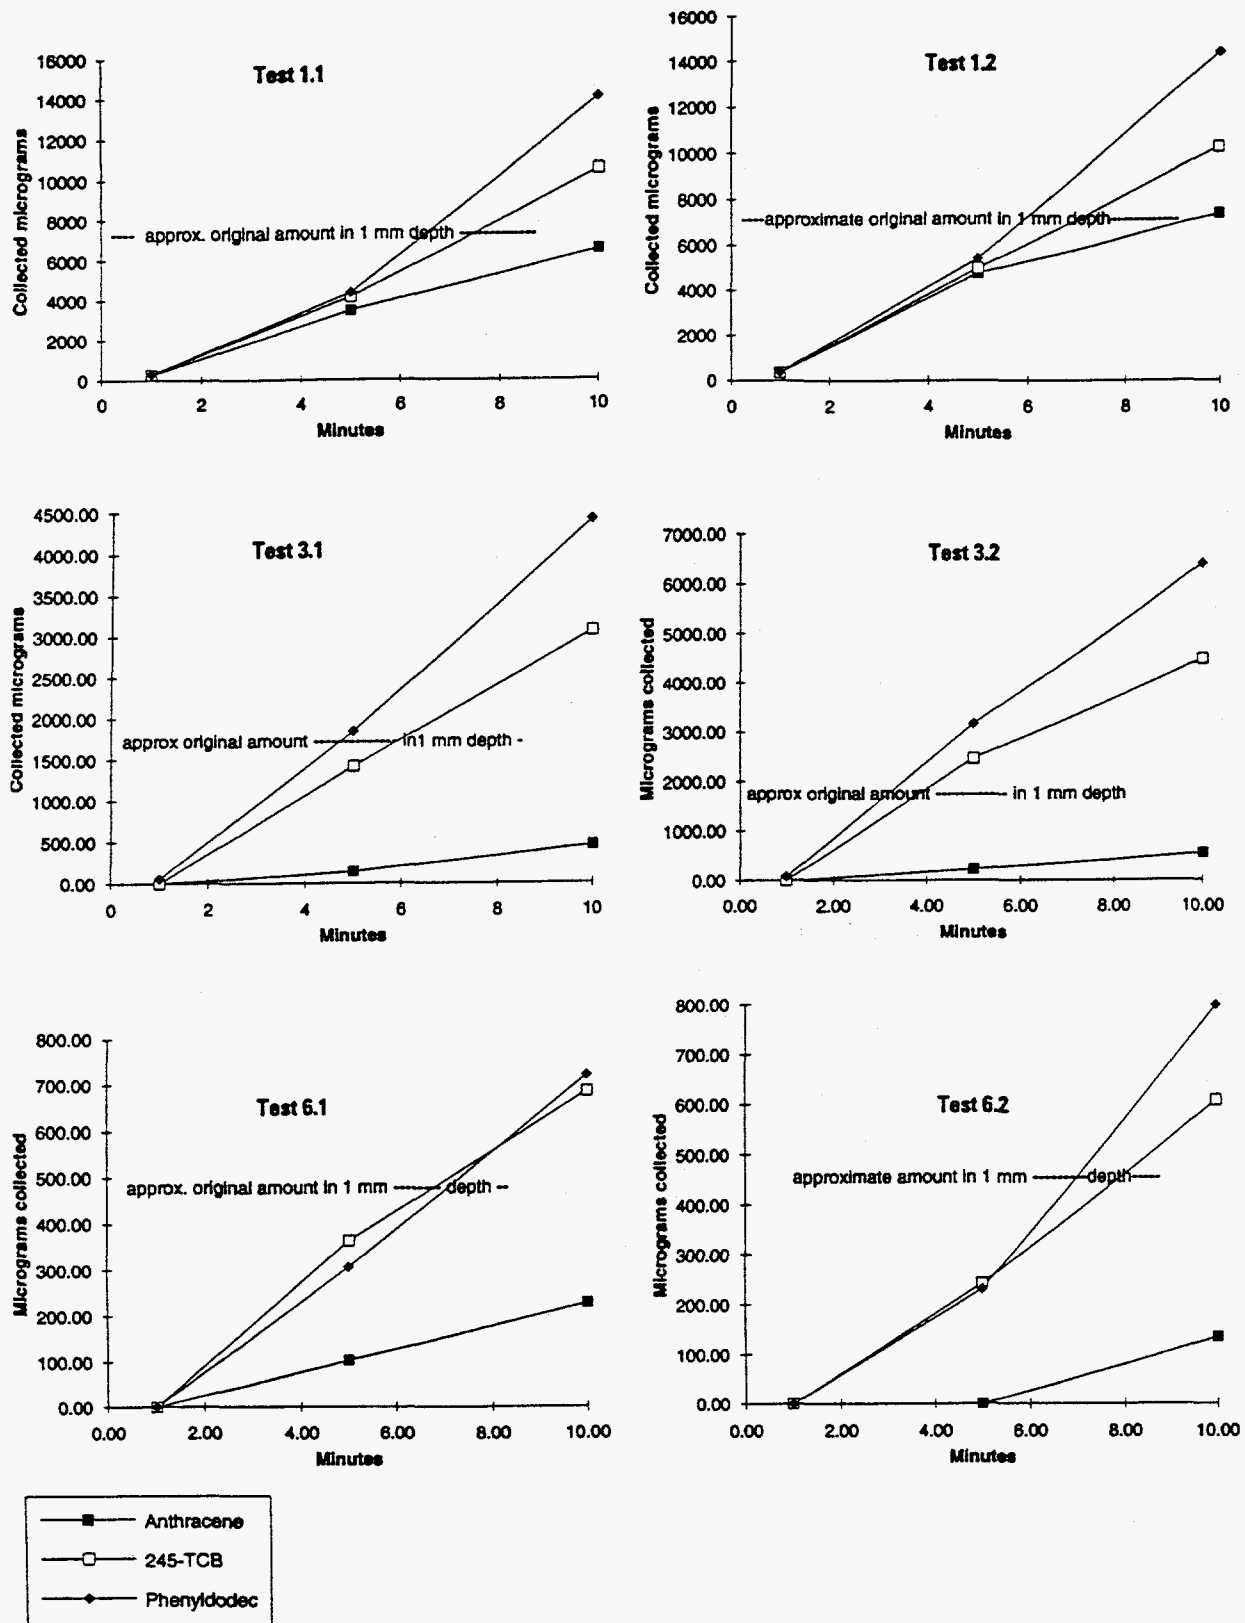 Test 1.1
Collected micrograms
16000
14000
12000
10000
8000
6000
4000
2000
0
approx. original amount in 1 mm depth
0 2 4 6 8 10
Minutes
Test 1.2
Collected micrograms
16000
14000
12000
10000
8000
6000
4000
2000
0
approximate original amount in 1 mm depth
0 2 4 6 8 10
Minutes
Test 3.1
Collected micrograms
4500.00
4000.00
3500.00
3000.00
2500.00
2000.00
1500.00
1000.00
500.00
0.00
approx original amount in1 mm depth -
0 2 4 6 8 10
Minutes
Test 3.2
Micrograms collected
7000.00
6000.00
5000.00
4000.00
3000.00
2000.00
1000.00
0.00
approx original amount in 1 mm depth
0.00 2.00 4.00 6.00 8.00 10.00
Minutes
Test 6.1
Micrograms collected
800.00
700.00
600.00
500.00
400.00
300.00
200.00
100.00
0.00
approx. original amount in 1 mm depth --
0.00 2.00 4.00 6.00 8.00 10.00
Minutes
Test 6.2
Micrograms collected
800.00
700.00
600.00
500.00
400.00
300.00
200.00
100.00
0.00
approximate amount in 1 mm depth
0.00 2.00 4.00 6.00 8.00 10.00
Minutes
Anthracene
245-TCB
Phenyldodec